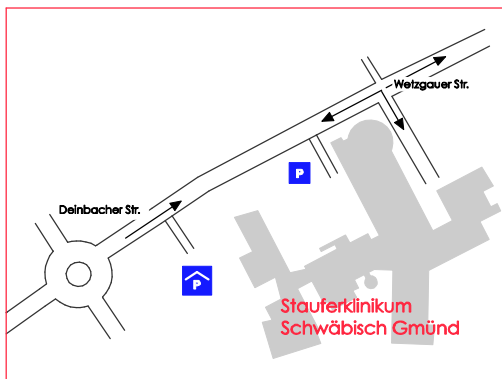 Wetzgauer Str.
P
Deinbacher Str.
P
Stauferklinikum
Schwäbisch Gmünd